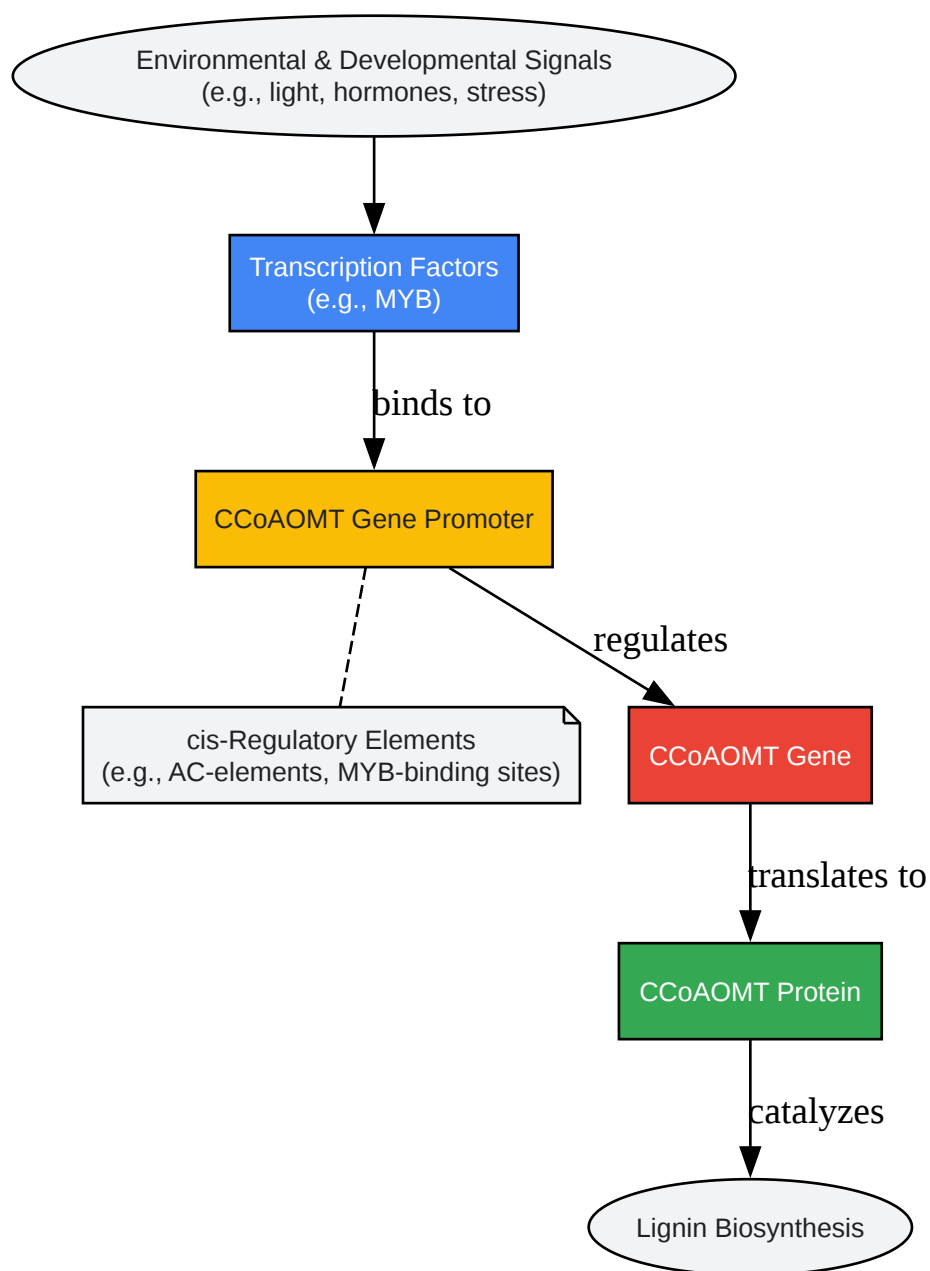 Environmental & Developmental Signals
(e.g., light, hormones, stress)
Transcription Factors
(e.g., MYB)
binds to
CCoAOMT Gene Promoter
regulates
cis-Regulatory Elements
(e.g., AC-elements, MYB-binding sites)
CCoAOMT Gene
translates to
CCoAOMT Protein
catalyzes
Lignin Biosynthesis